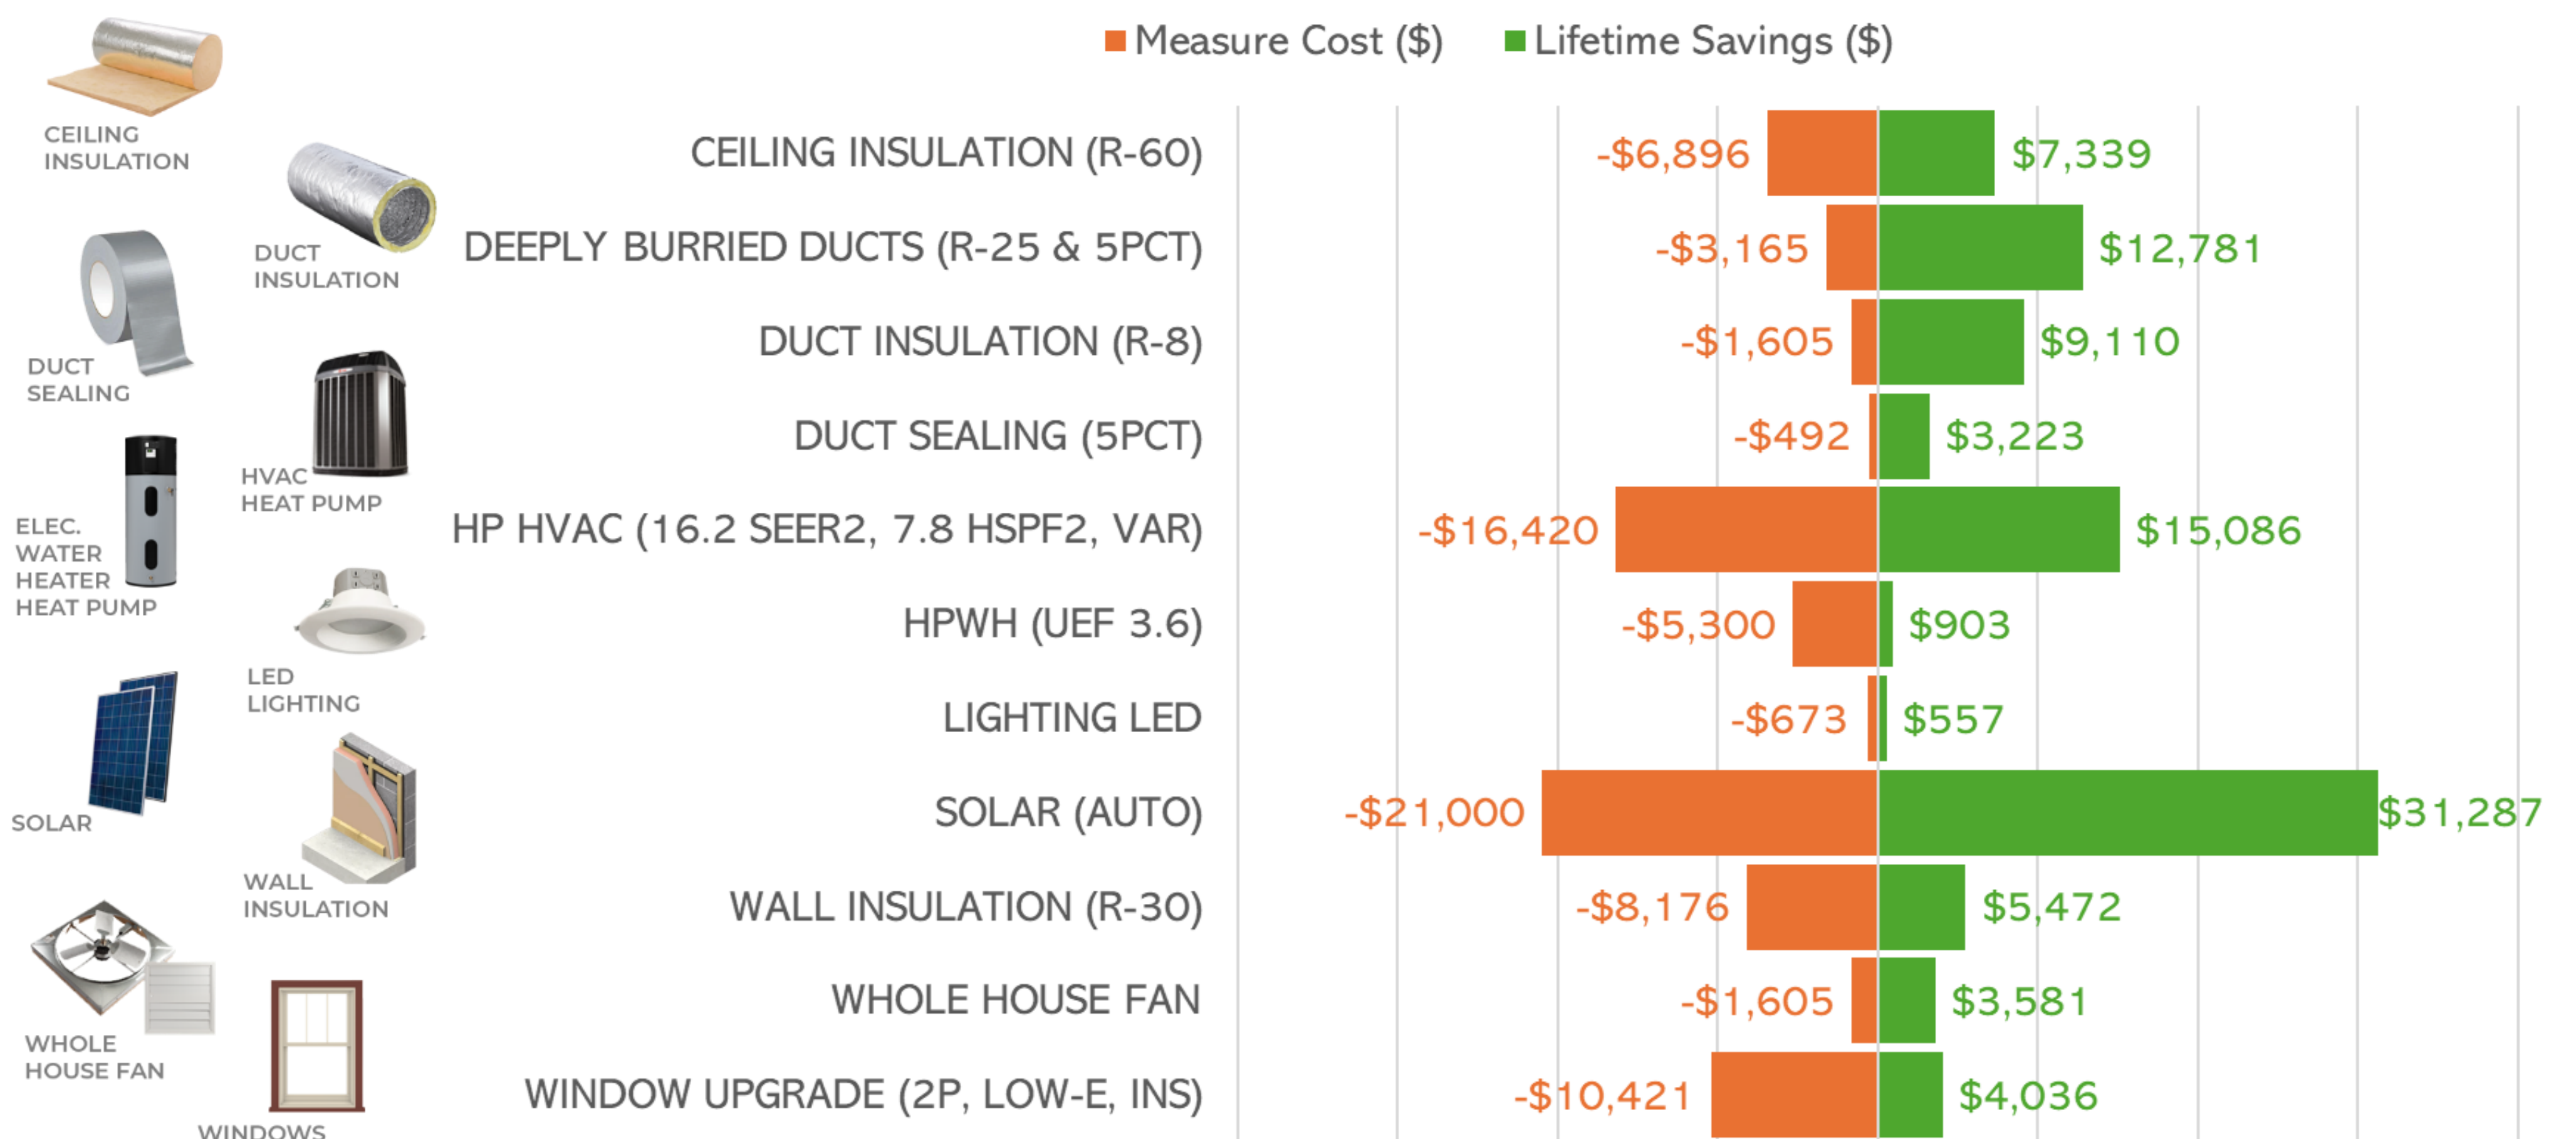 Measure Cost ($) Lifetime Savings ($)
CEILING
INSULATION
DUCT
INSULATION
DUCT
SEALING
HVAC
HEAT PUMP
ELEC.
WATER
HEATER
HEAT PUMP
LED
LIGHTING
SOLAR
WALL
INSULATION
WHOLE
HOUSE FAN
WINDOWS
CEILING INSULATION (R-60) -$6,896 $7,339
DEEPLY BURRIED DUCTS (R-25 & 5PCT) -$3,165 $12,781
DUCT INSULATION (R-8) -$1,605 $9,110
DUCT SEALING (5PCT) -$492 $3,223
HP HVAC (16.2 SEER2, 7.8 HSPF2, VAR) -$16,420 $15,086
HPWH (UEF 3.6) -$5,300 $903
LIGHTING LED -$673 $557
SOLAR (AUTO) -$21,000 $31,287
WALL INSULATION (R-30) -$8,176 $5,472
WHOLE HOUSE FAN -$1,605 $3,581
WINDOW UPGRADE (2P, LOW-E, INS) -$10,421 $4,036